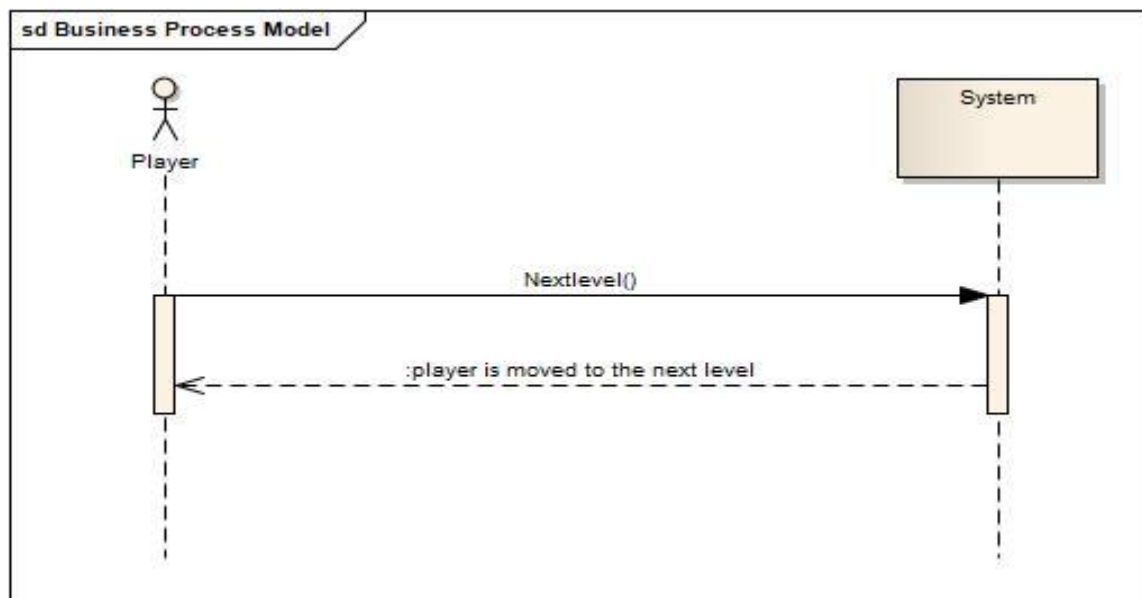 sd Business Process Model
Player
System
Nextlevel()
:player is moved to the next level